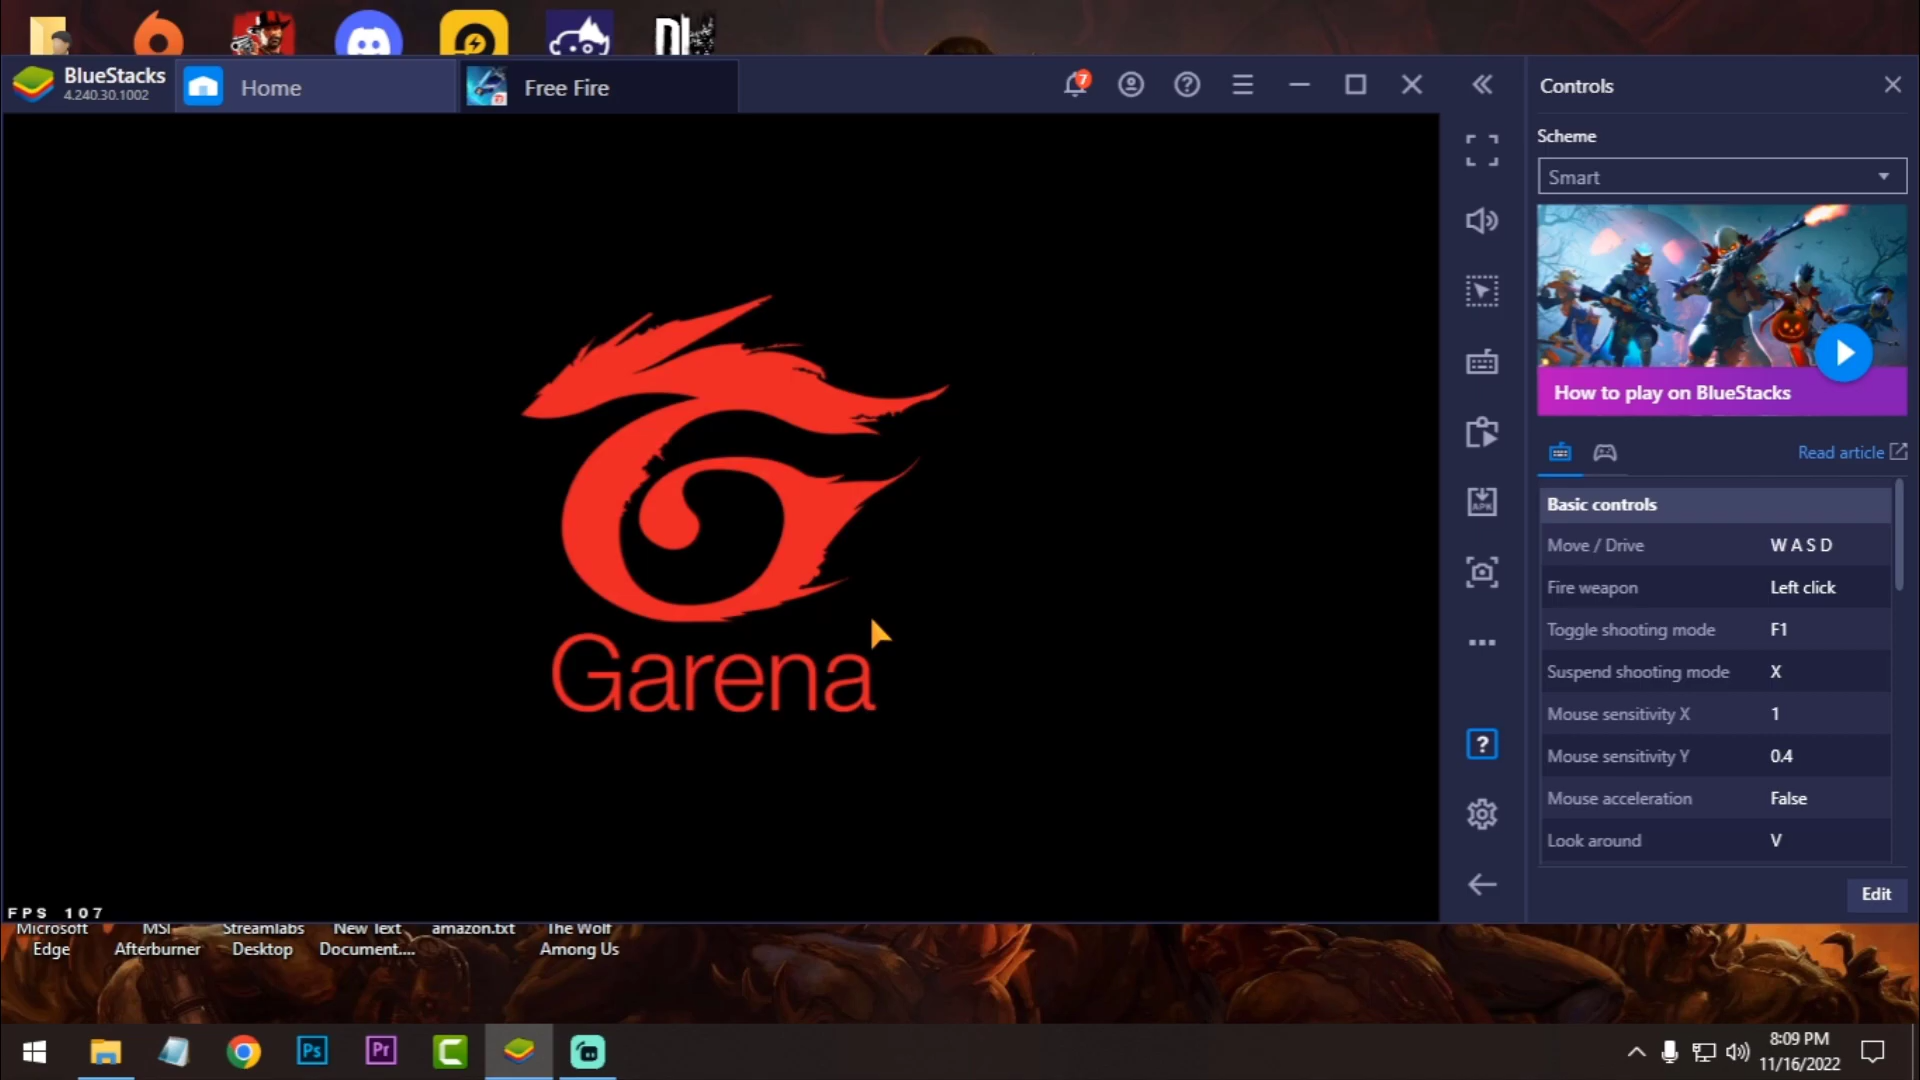 BlueStacks
4.240.30.1002
Home
Free Fire
7
Controls
Scheme
Smart
How to play on BlueStacks
Read article
Basic controls
Move / Drive W A S D
Fire weapon Left click
Toggle shooting mode F1
Suspend shooting mode X
Mouse sensitivity X 1
Mouse sensitivity Y 0.4
Mouse acceleration False
Look around V
Edit
APK
?
Garena
FPS 107
Microsoft Edge
MSI Afterburner
Streamlabs Desktop
New Text Document....
amazon.txt
The Wolf Among Us
Ps
Pr
8:09 PM
11/16/2022